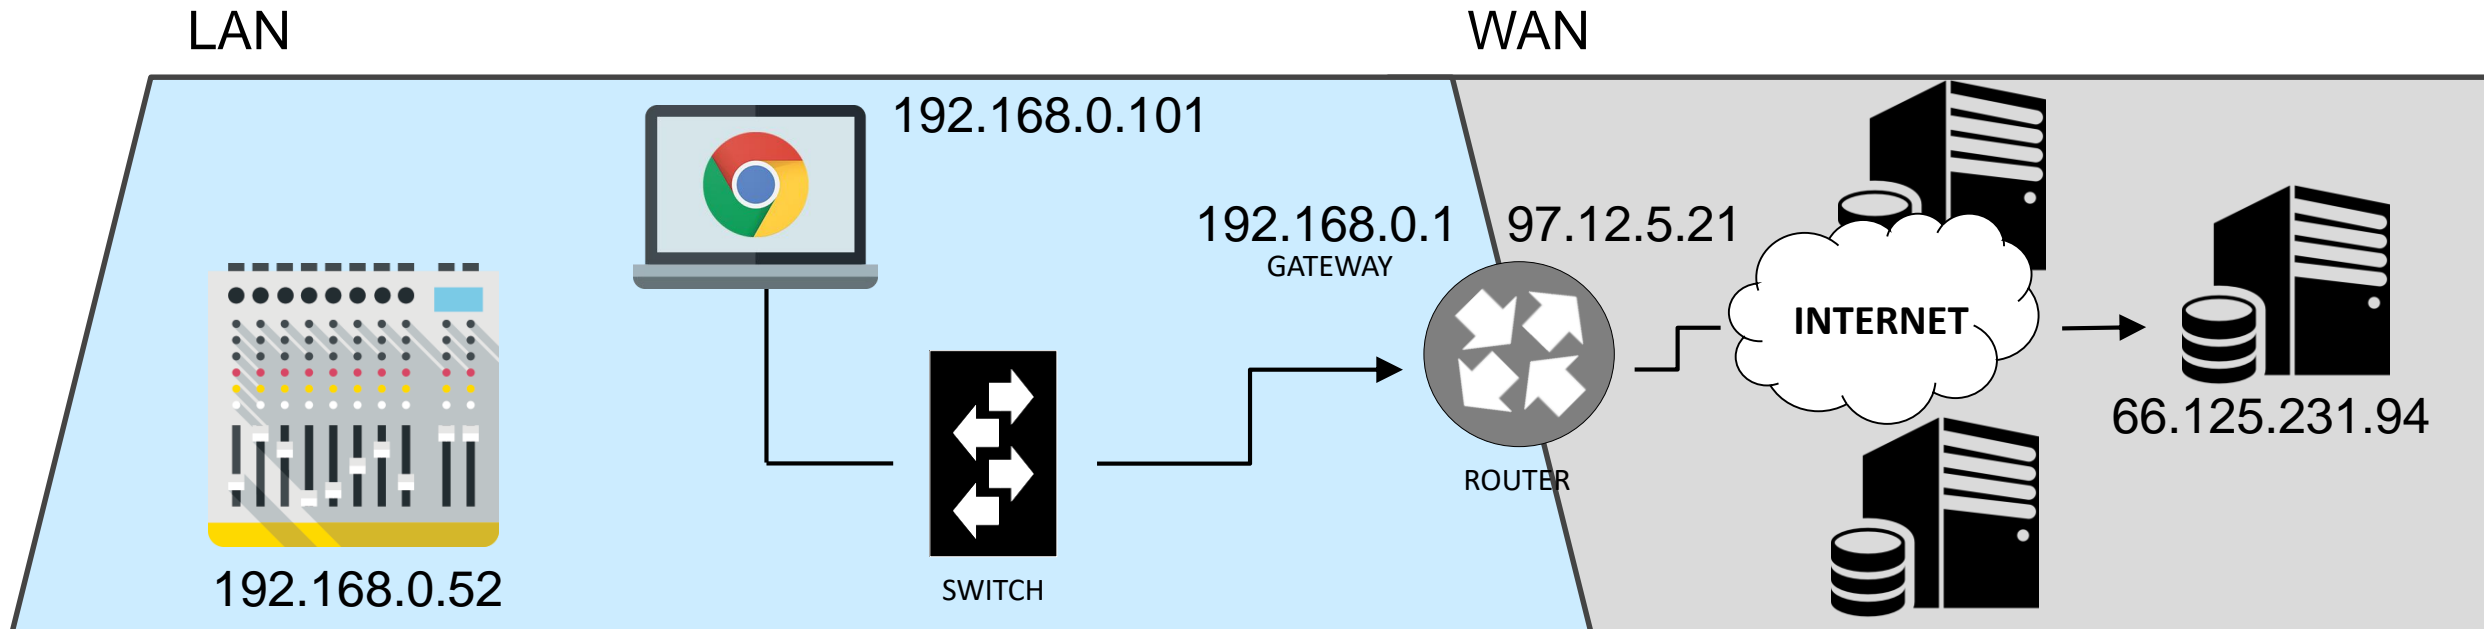 LAN
WAN
192.168.0.101
192.168.0.1
GATEWAY
97.12.5.21
INTERNET
66.125.231.94
ROUTER
192.168.0.52
SWITCH